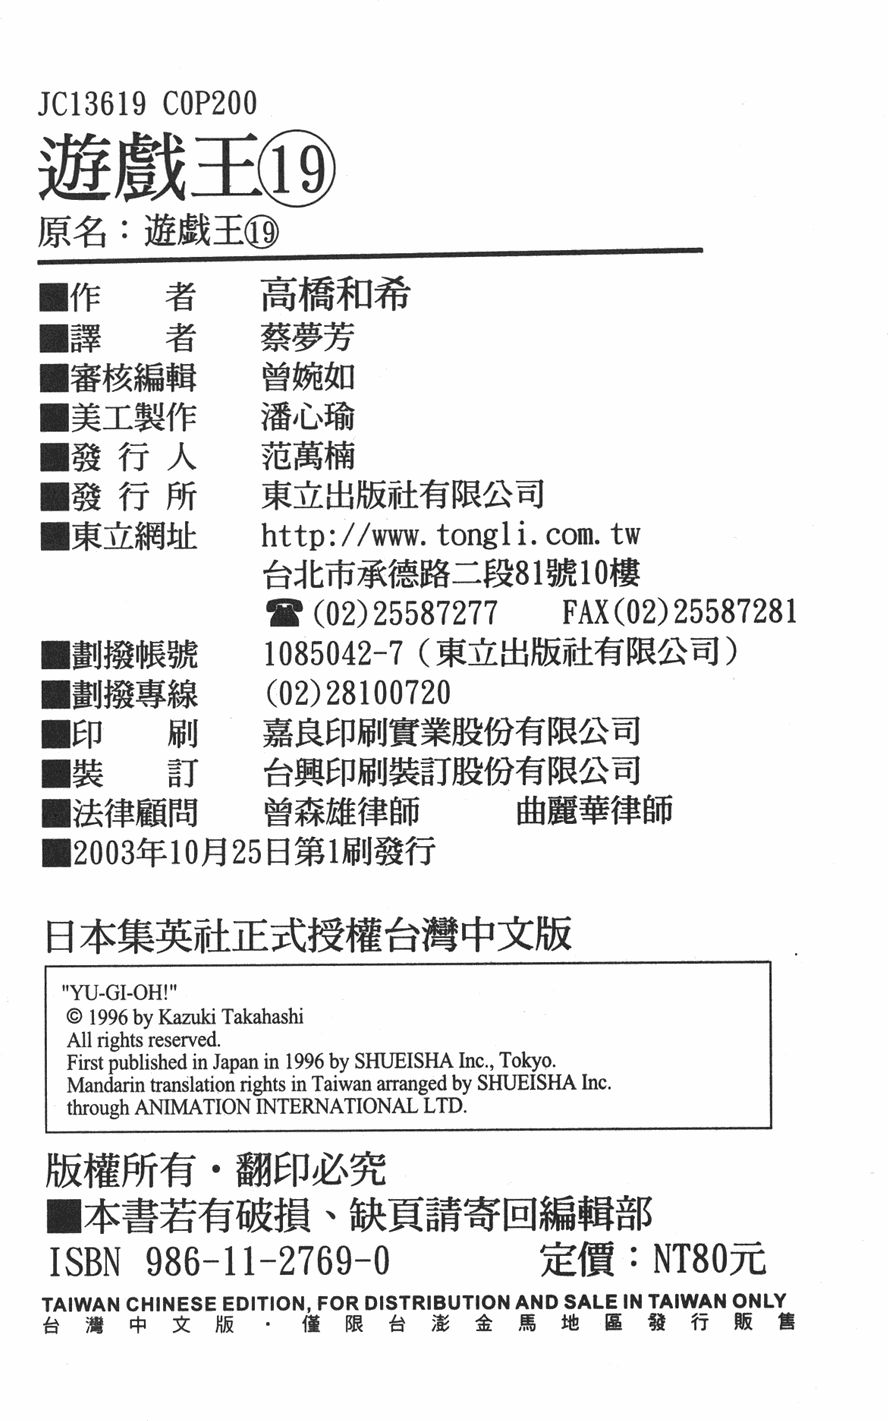 JC13619 C0P200
遊戲王⑲
原名：遊戲王⑲
■作　　者　高橋和希
■譯　　者　蔡夢芳
■審核編輯　曾婉如
■美工製作　潘心瑜
■發 行 人　范萬楠
■發 行 所　東立出版社有限公司
■東立網址　http://www.tongli.com.tw
台北市承德路二段81號10樓
☎(02)25587277　FAX(02)25587281
■劃撥帳號　1085042-7（東立出版社有限公司）
■劃撥專線　(02)28100720
■印　　刷　嘉良印刷實業股份有限公司
■裝　　訂　台興印刷裝訂股份有限公司
■法律顧問　曾森雄律師　曲麗華律師
■2003年10月25日第1刷發行
日本集英社正式授權台灣中文版
"YU-GI-OH!"
© 1996 by Kazuki Takahashi
All rights reserved.
First published in Japan in 1996 by SHUEISHA Inc., Tokyo.
Mandarin translation rights in Taiwan arranged by SHUEISHA Inc.
through ANIMATION INTERNATIONAL LTD.
版權所有・翻印必究
■本書若有破損、缺頁請寄回編輯部
ISBN 986-11-2769-0　定價：NT80元
TAIWAN CHINESE EDITION, FOR DISTRIBUTION AND SALE IN TAIWAN ONLY
台灣中文版・僅限台澎金馬地區發行販售